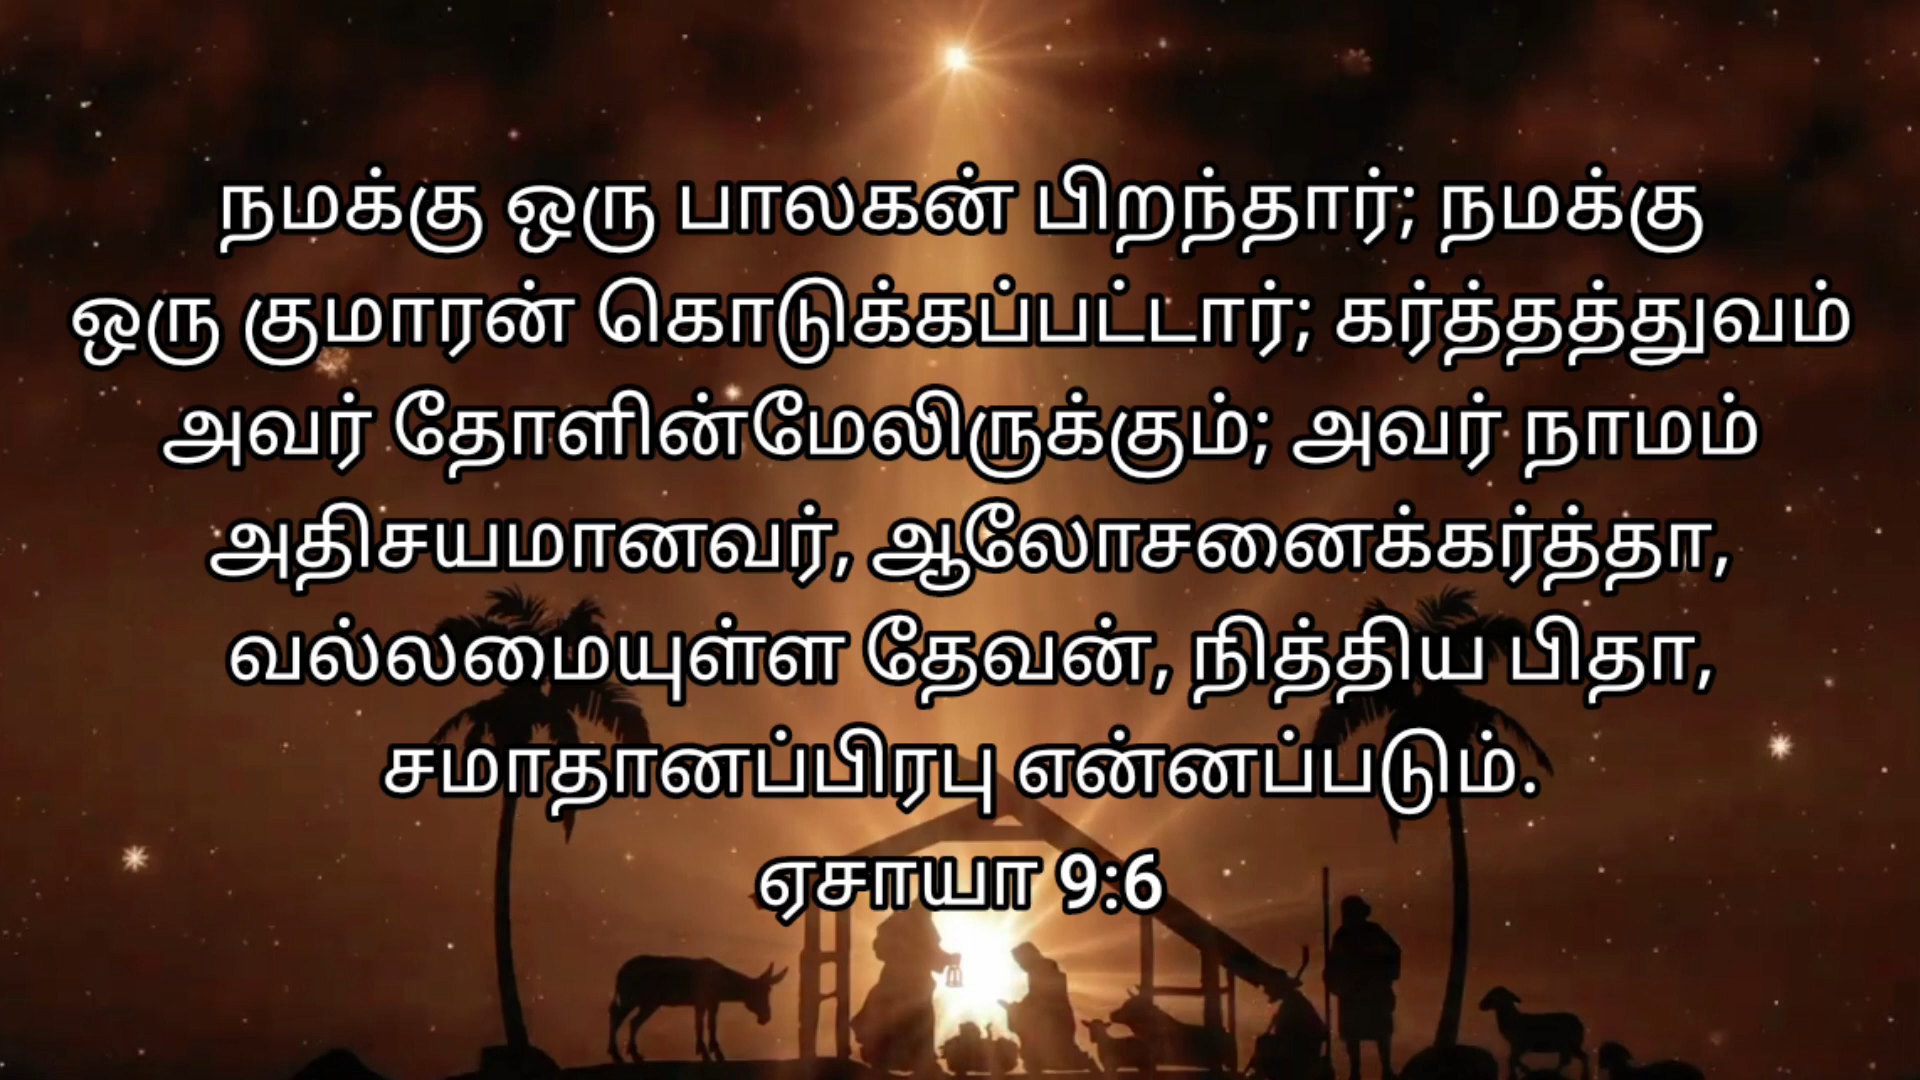 நமக்கு ஒரு பாலகன் பிறந்தார்; நமக்கு
ஒரு குமாரன் கொடுக்கப்பட்டார்; கர்த்தத்துவம்
அவர் தோளின்மேலிருக்கும்; அவர் நாமம்
அதிசயமானவர், ஆலோசனைக்கர்த்தா,
வல்லமையுள்ள தேவன், நித்திய பிதா,
சமாதானப்பிரபு என்னப்படும்.
ஏசாயா 9:6